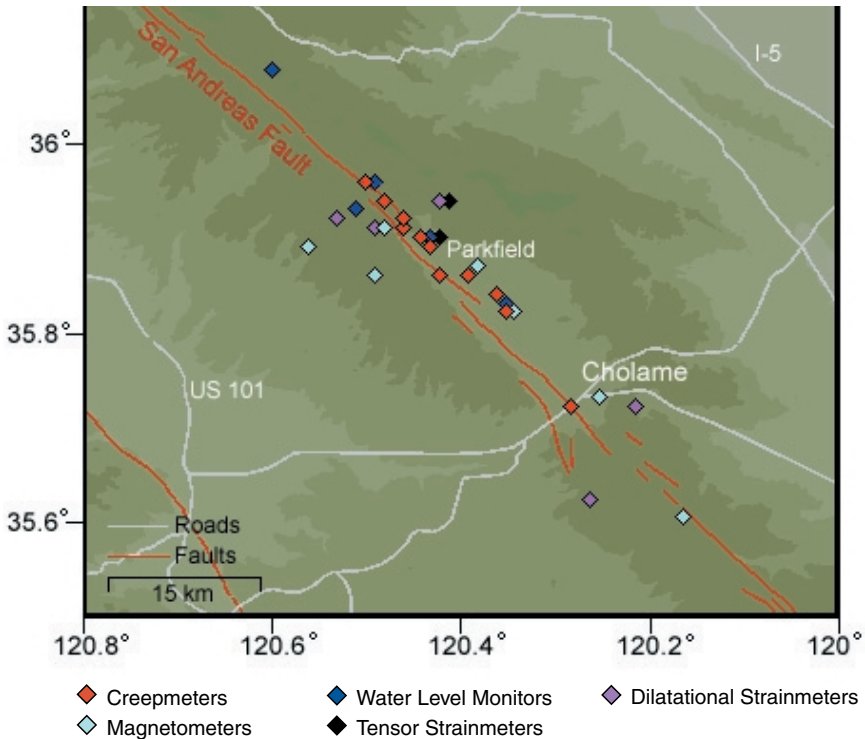 I-5
San Andreas Fault
36°
Parkfield
35.8°
Cholame
US 101
35.6°
Roads
Faults
15 km
120.8° 120.6° 120.4° 120.2° 120°
Creepmeters Water Level Monitors Dilatational Strainmeters
Magnetometers Tensor Strainmeters